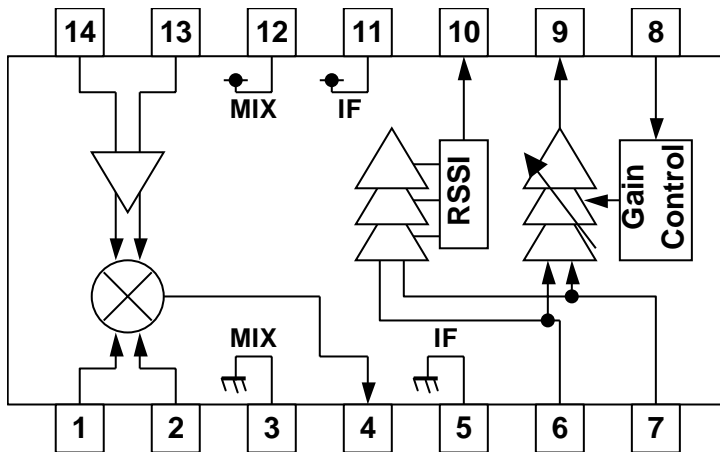 14 13 12 11 10 9 8
MIX IF
RSSI
Gain
Control
MIX IF
1 2 3 4 5 6 7